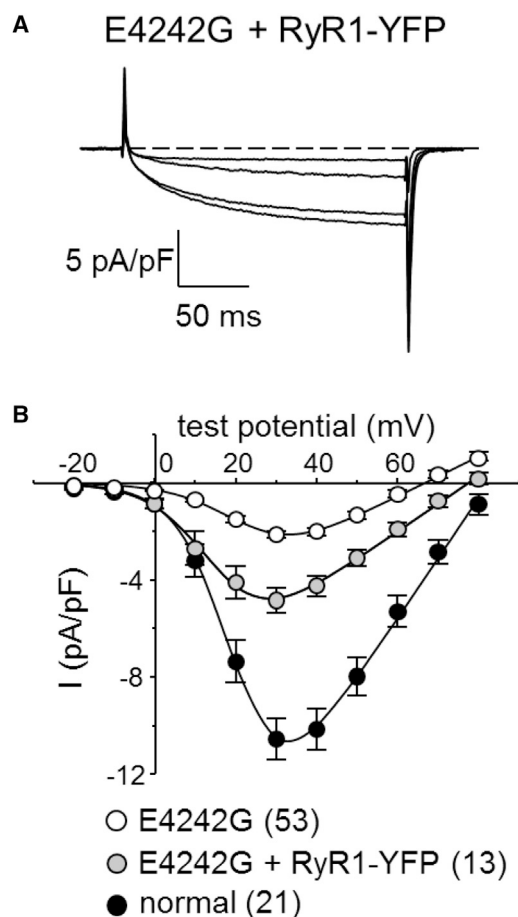 A
E4242G + RyR1-YFP
5 pA/pF
50 ms
B
test potential (mV)
-20 0 20 40 60
I (pA/pF)
-4
-8
-12
E4242G (53)
E4242G + RyR1-YFP (13)
normal (21)